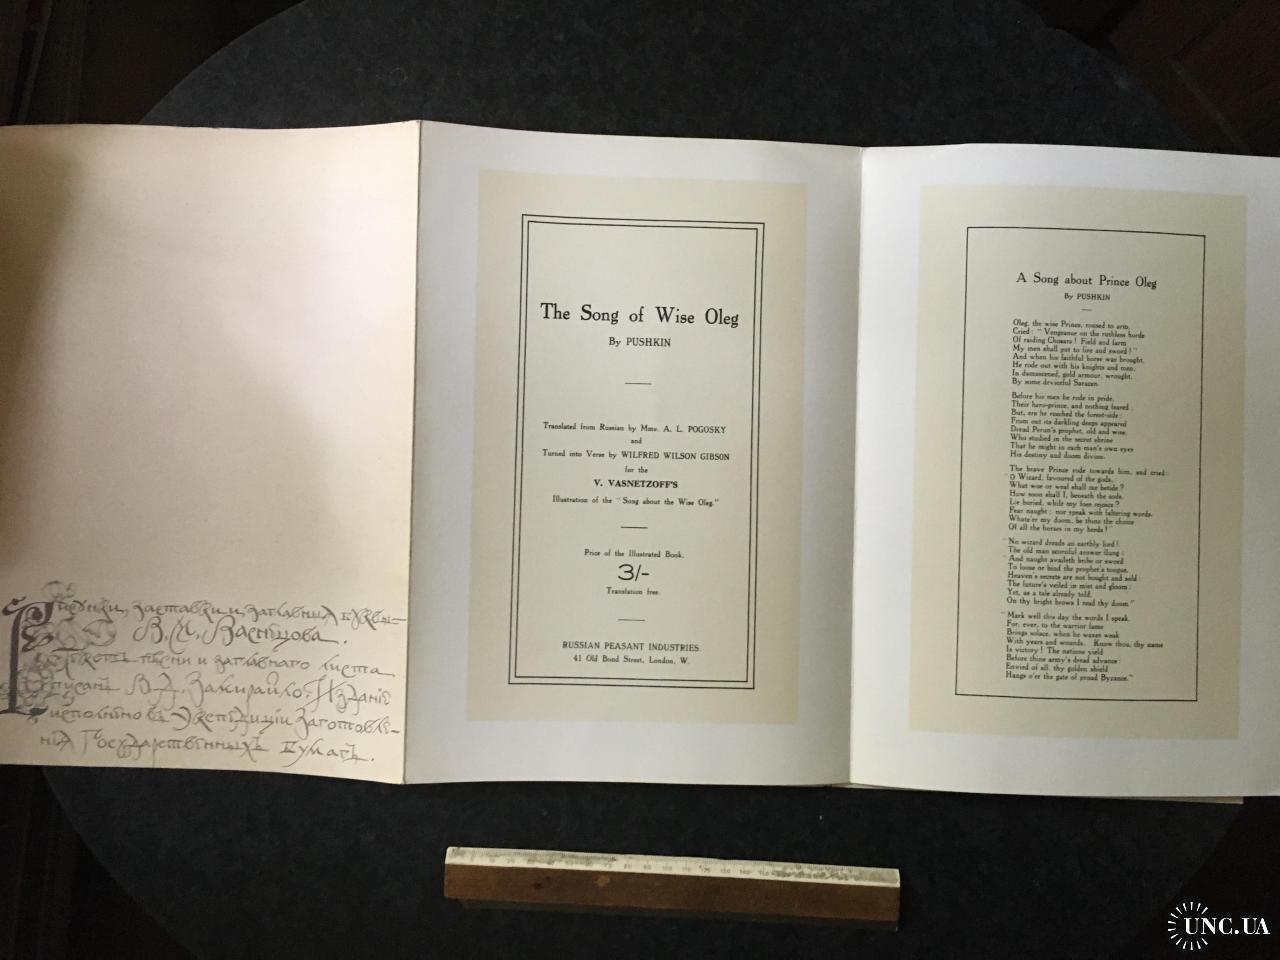 Рисунки, заставки и заглавныя буквы—
В. М. Васнецова.
Текстъ пѣсни и заглавнаго листа
писалъ В. Д. Замирайло. Изданіе
исполнено въ Экспедиціи Заготовле–
нія Государственныхъ Бумагъ.
The Song of Wise Oleg
By PUSHKIN
Translated from Russian by Mme. A. L. POGOSKY
and
Turned into Verse by WILFRED WILSON GIBSON
for the
V. VASNETZOFF'S
Illustration of the "Song about the Wise Oleg."
Price of the Illustrated Book,
3/-
Translation free.
RUSSIAN PEASANT INDUSTRIES.
41 Old Bond Street, London, W.
A Song about Prince Oleg
By PUSHKIN
Oleg, the wise Prince, roused to arm,
Cried: "Vengeance on the ruthless horde
Of raiding Chosars! Field and farm
My men shall put to fire and sword!"
And when his faithful horse was brought,
He rode out with his knights and men,
In damascened, gold armour, wrought,
By some deviceful Saracen.
Before his men he rode in pride,
Their hero-prince, and nothing feared:
But, ere he reached the forest-side:
From out its darkling deeps appeared
Dread Perun's prophet, old and wise,
Who studied in the secret shrine
That he might in each man's own eyes
His destiny and doom divine.
The brave Prince rode towards him, and cried:
"O Wizard, favoured of the gods,
What woe or weal shall me betide?
How soon shall I, beneath the sods,
Lie buried, while my foes rejoice?
Fear naught: nor speak with faltering words,
Whate'er my doom, be thine the choice
Of all the horses in my herds!"
"No wizard dreads an earthly lord!
The old man scornful answer flung:
"And naught availeth bribe or sword
To loose or bind the prophet's tongue,
Heaven's secrets are not bought and sold:
The future's veiled in mist and gloom:
Yet, as a tale already told,
On thy bright brows I read thy doom!"
"Mark well this day the words I speak.
For, ever, to the warrior fame
Brings solace, when he waxes weak
With years and wounds. Know thou, thy name
Is victory! The nations yield
Before thine army's dread advance:
Envied of all, thy golden shield
Hangs o'er the gate of proud Byzance."
UNC.UA